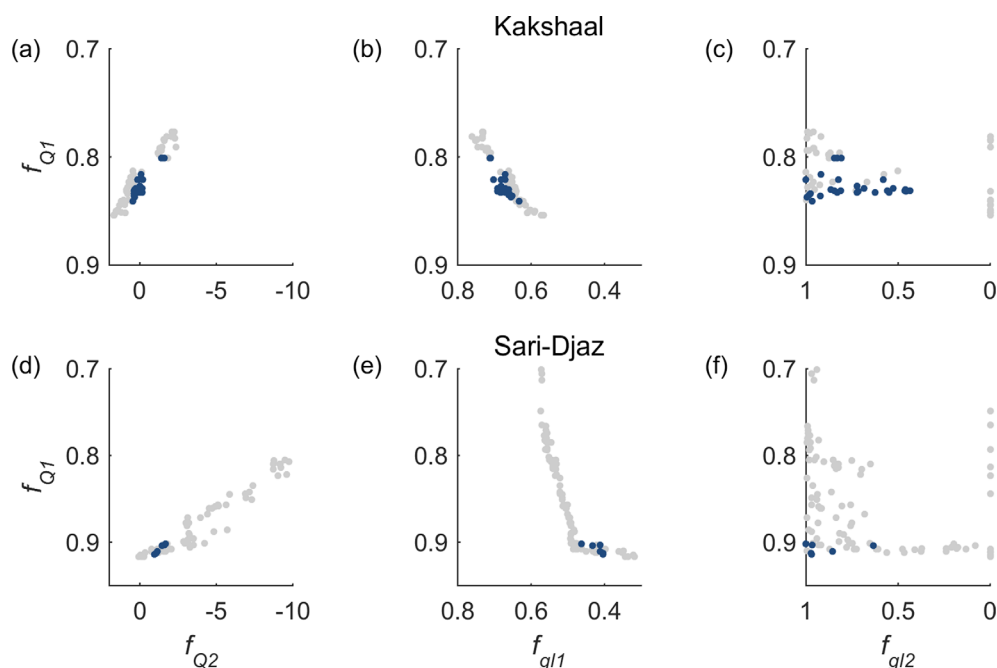 Kakshaal
(a) (b) (c)
0.7 0.7 0.7
f_Q1 0.8 0.8 0.8
0.9 0.9 0.9
0 -5 -10 0.8 0.6 0.4 1 0.5 0
Sari-Djaz
(d) (e) (f)
0.7 0.7 0.7
0.8 0.8 0.8
f_Q1
0.9 0.9 0.9
0 -5 -10 0.8 0.6 0.4 1 0.5 0
f_Q2 f_gl1 f_gl2